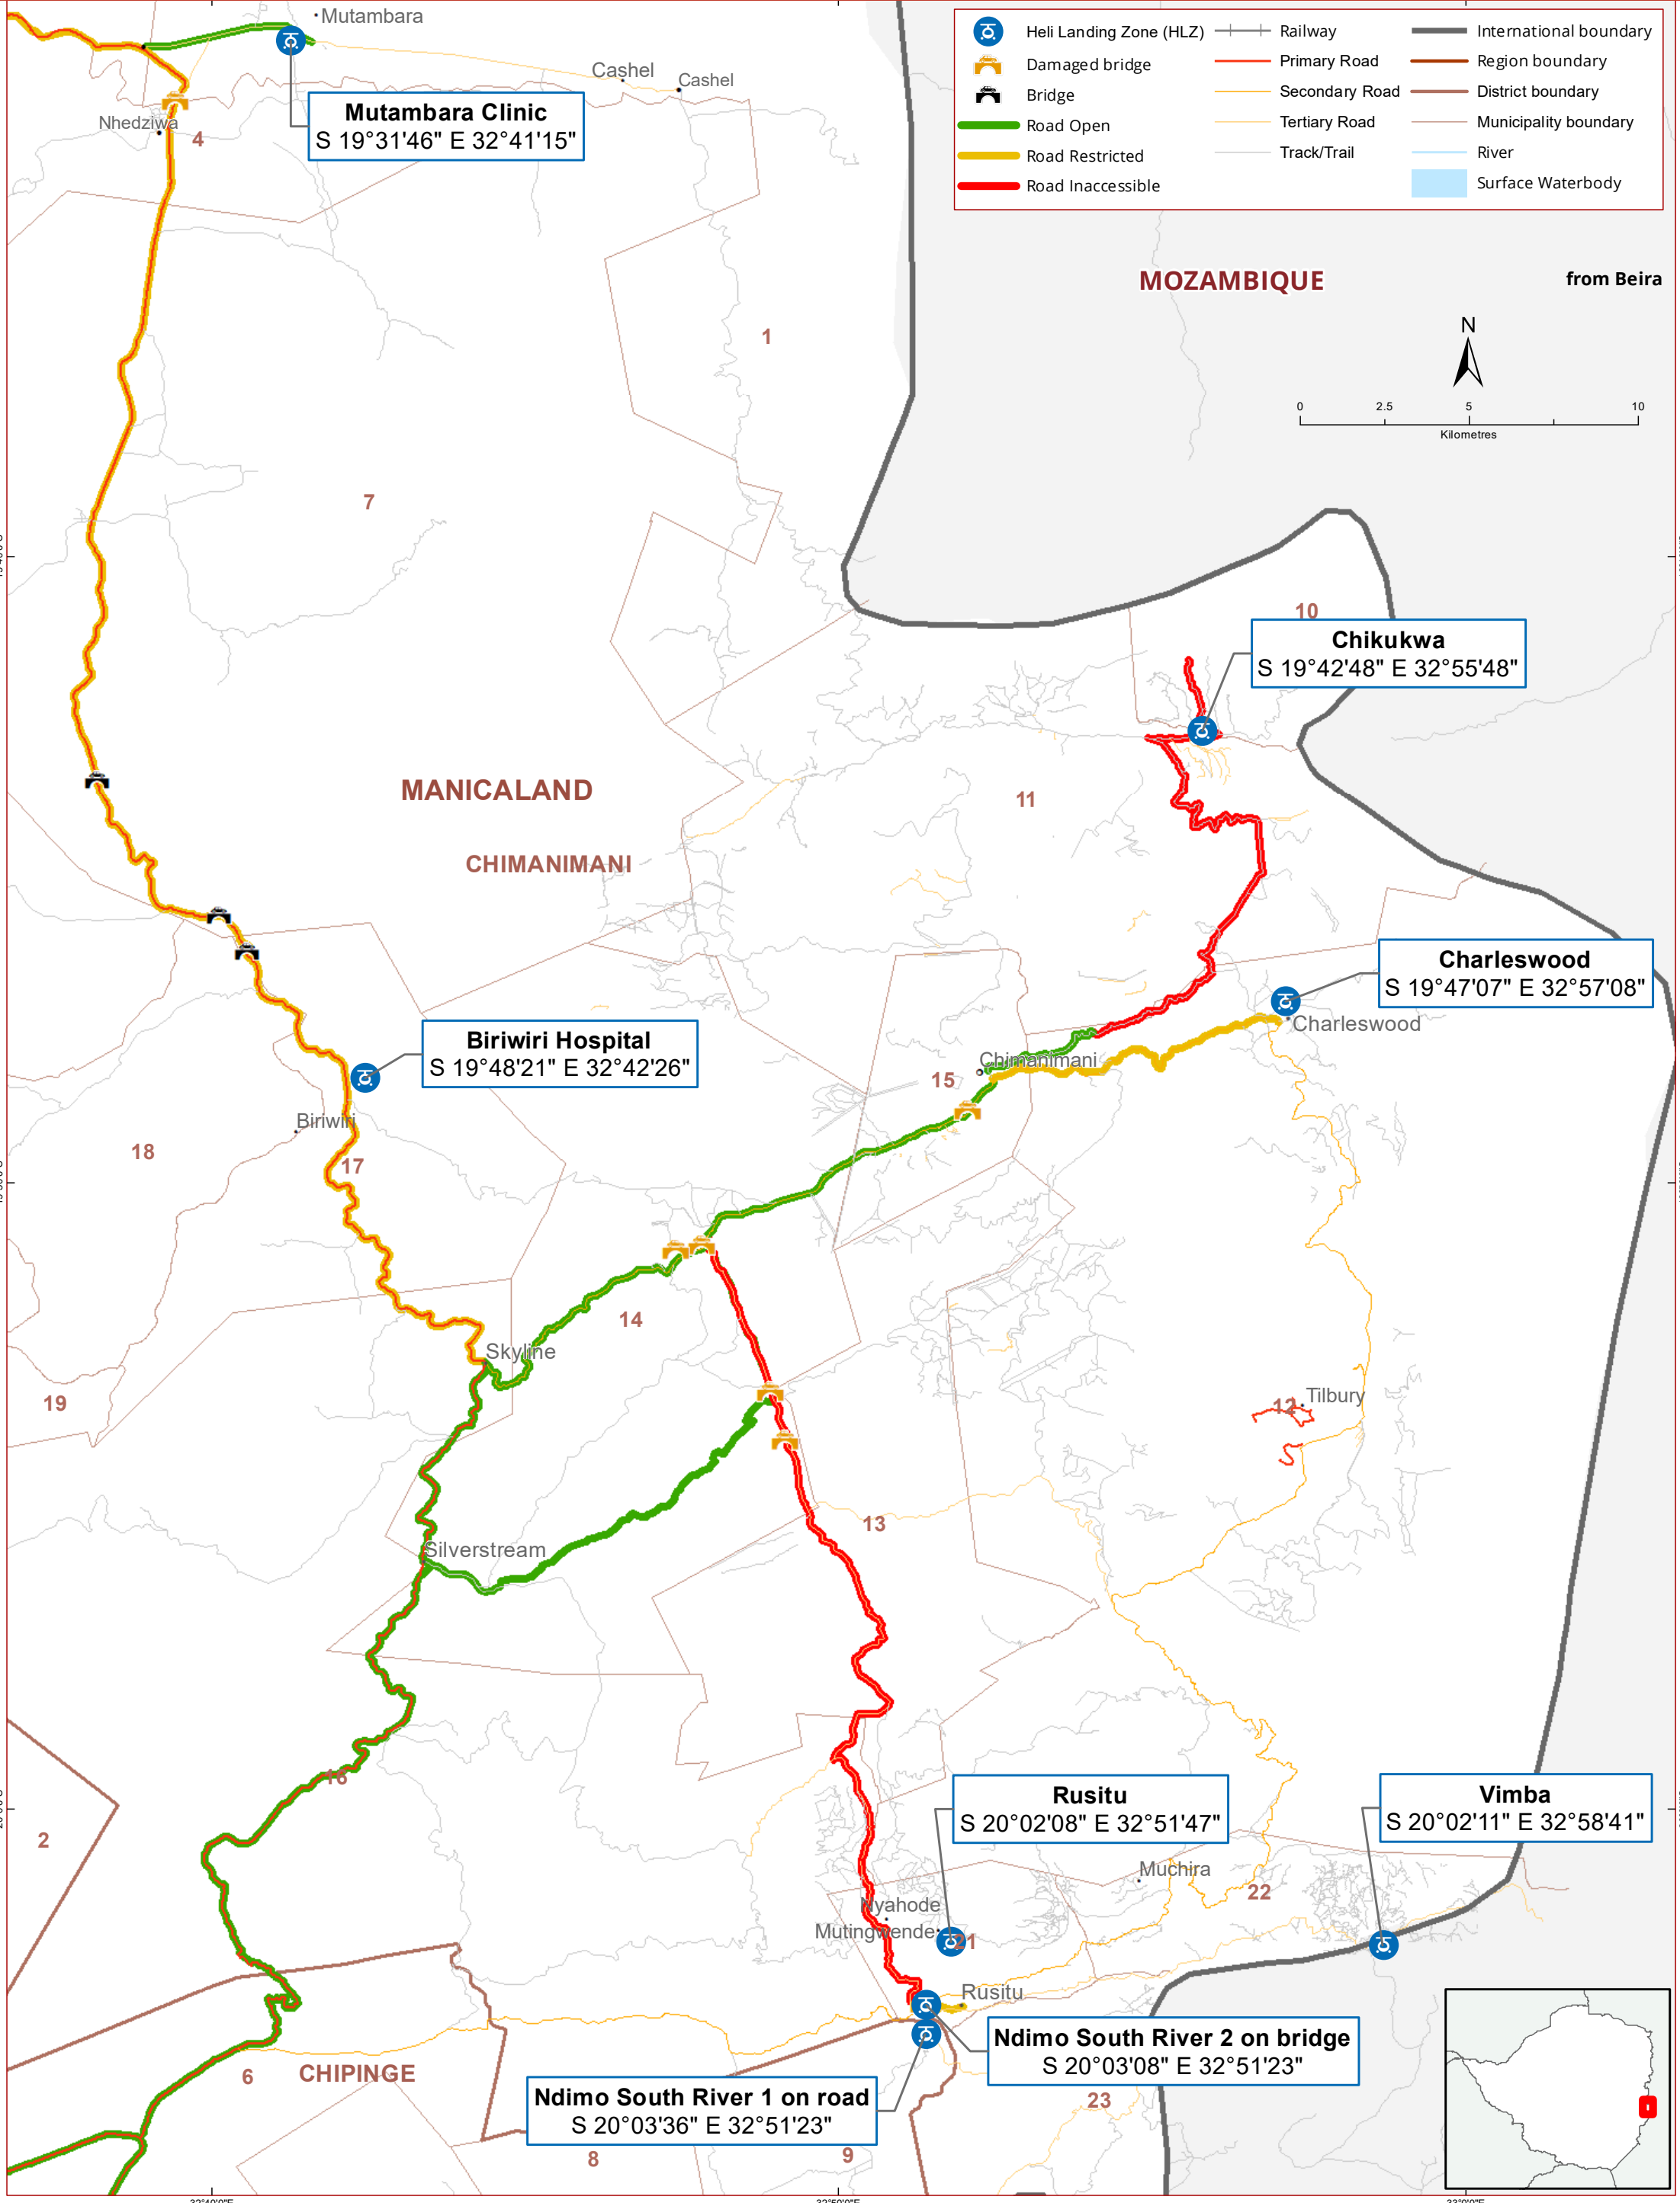 Mutambara
Mutambara Clinic
S 19°31'46" E 32°41'15"
Nhedziwa
4
Cashel
Cashel
Heli Landing Zone (HLZ)
Damaged bridge
Bridge
Road Open
Road Restricted
Road Inaccessible
Railway
Primary Road
Secondary Road
Tertiary Road
Track/Trail
International boundary
Region boundary
District boundary
Municipality boundary
River
Surface Waterbody
MOZAMBIQUE
from Beira
N
0 2.5 5 10
Kilometres
1
7
10
Chikukwa
S 19°42'48" E 32°55'48"
MANICALAND
11
CHIMANIMANI
Charleswood
S 19°47'07" E 32°57'08"
Charleswood
Biriwiri Hospital
S 19°48'21" E 32°42'26"
Chimanimani
15
Biriwiri
18
17
14
Skyline
19
12
Tilbury
13
Silverstream
16
2
Rusitu
S 20°02'08" E 32°51'47"
Vimba
S 20°02'11" E 32°58'41"
Muchira
22
Nyahode
Mutingwende
21
Rusitu
Ndimo South River 2 on bridge
S 20°03'08" E 32°51'23"
6
CHIPINGE
Ndimo South River 1 on road
S 20°03'36" E 32°51'23"
23
8
9